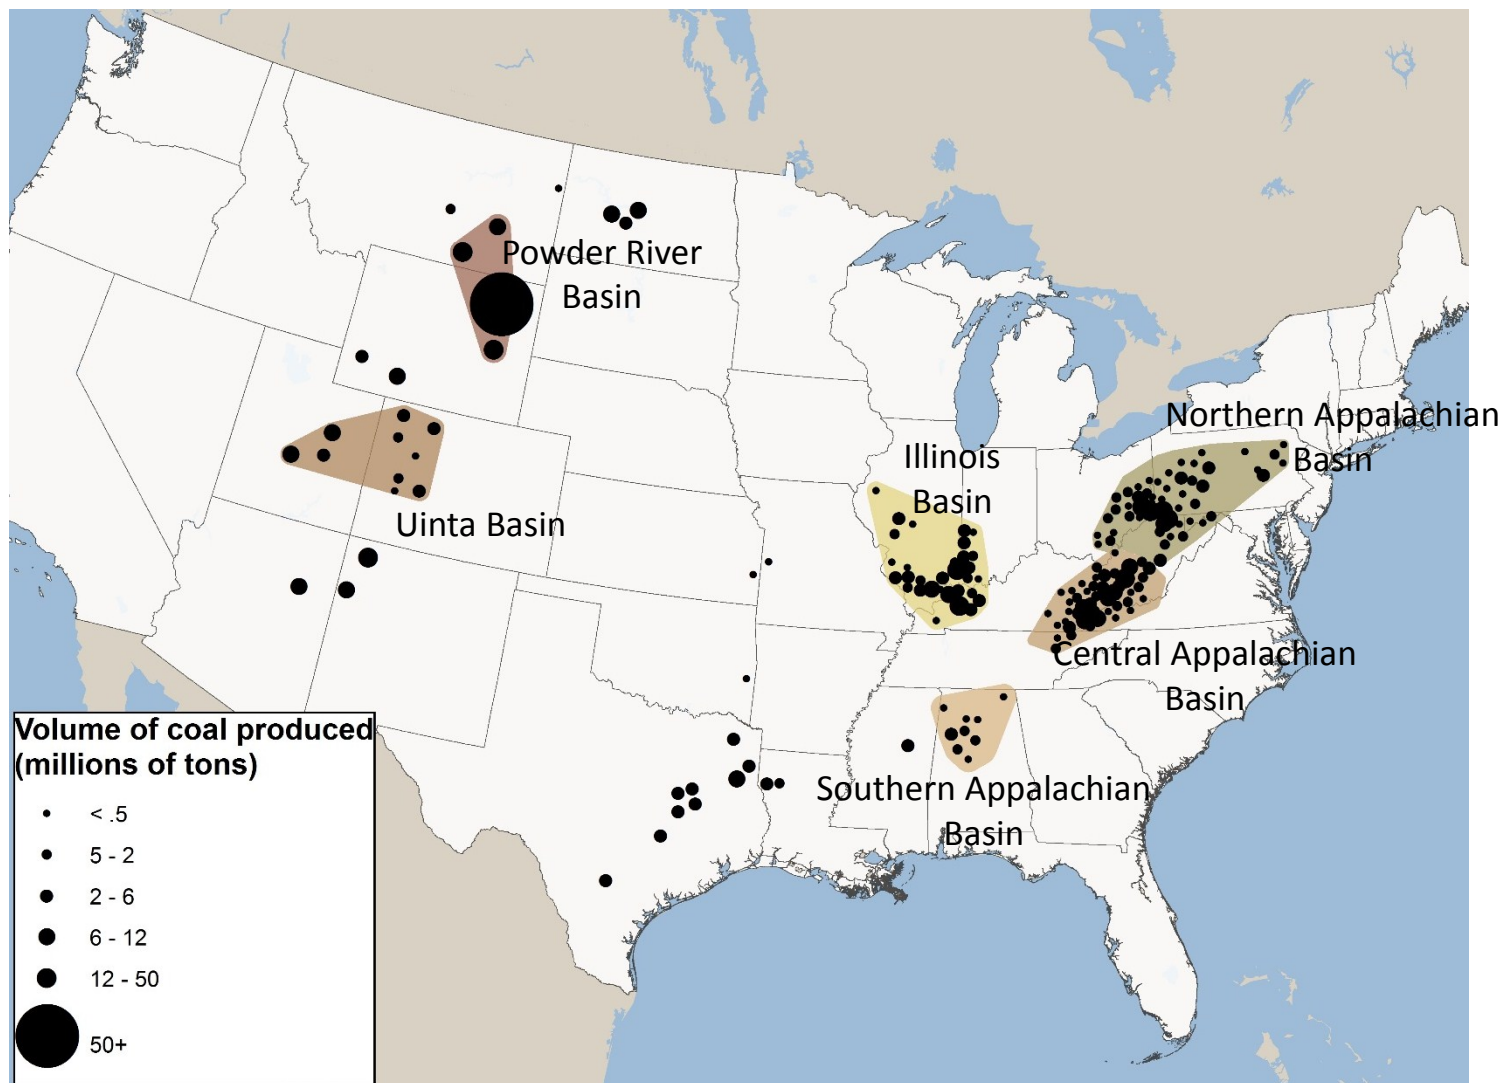 Powder River
Basin
Northern Appalachian
Basin
Illinois
Basin
Uinta Basin
Central Appalachian
Basin
Southern Appalachian
Basin
Volume of coal produced
(millions of tons)
< .5
5 - 2
2 - 6
6 - 12
12 - 50
50+